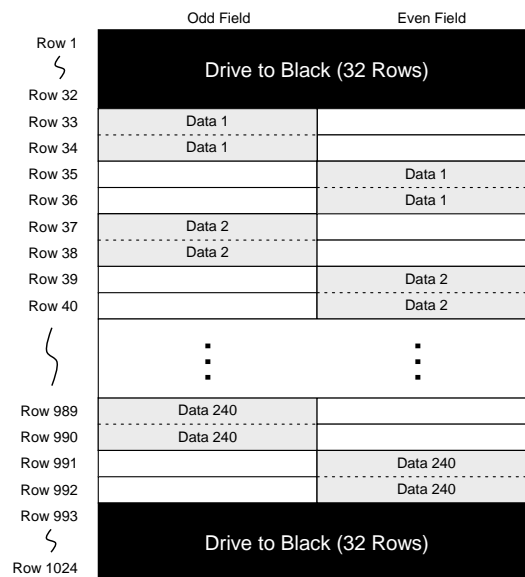 Odd Field Even Field
Row 1
Drive to Black (32 Rows)
Row 32
Row 33 Data 1
Row 34 Data 1
Row 35 Data 1
Row 36 Data 1
Row 37 Data 2
Row 38 Data 2
Row 39 Data 2
Row 40 Data 2
Row 989 Data 240
Row 990 Data 240
Row 991 Data 240
Row 992 Data 240
Row 993
Drive to Black (32 Rows)
Row 1024